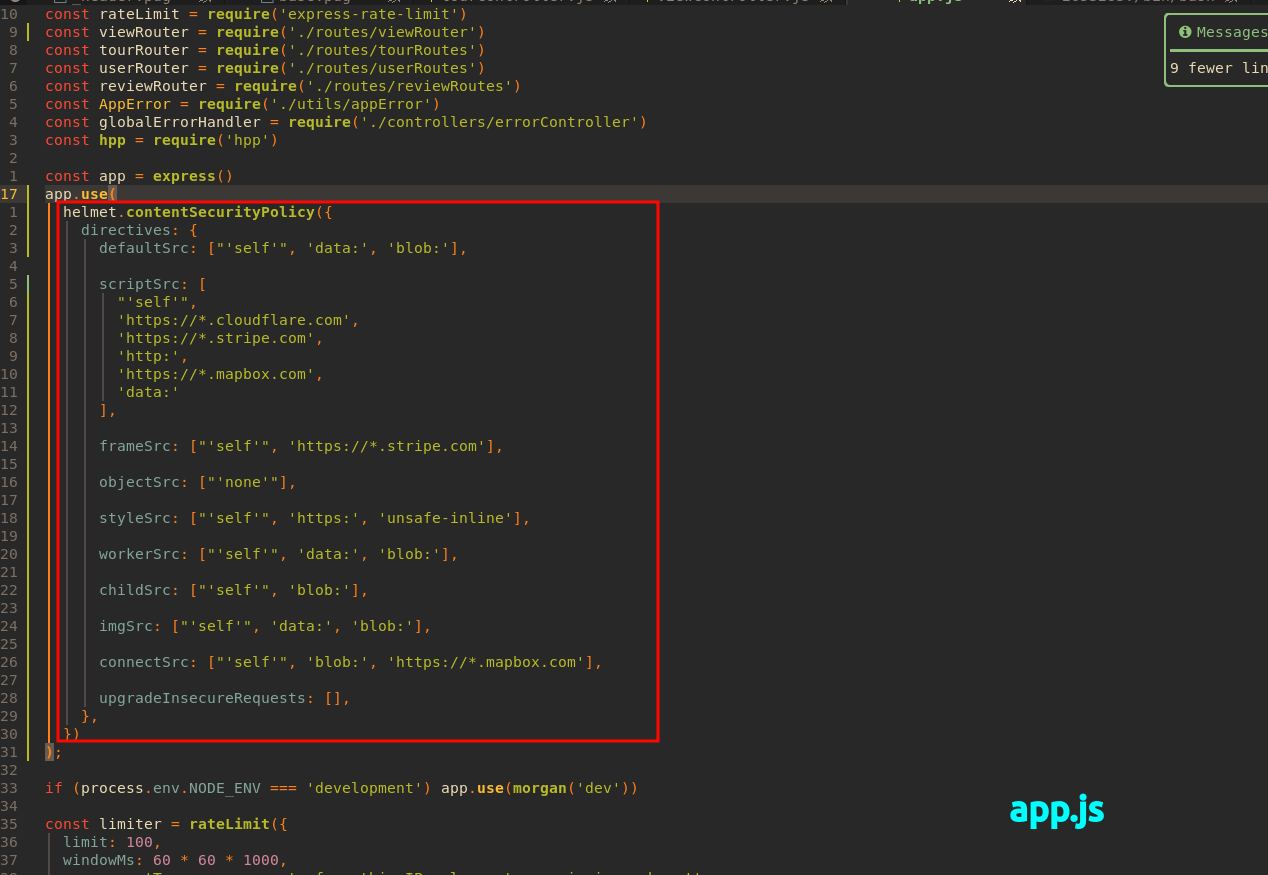 app.js
10 const rateLimit = require('express-rate-limit')
9 const viewRouter = require('./routes/viewRouter')
8 const tourRouter = require('./routes/tourRoutes')
7 const userRouter = require('./routes/userRoutes')
6 const reviewRouter = require('./routes/reviewRoutes')
5 const AppError = require('./utils/appError')
4 const globalErrorHandler = require('./controllers/errorController')
3 const hpp = require('hpp')
2
1 const app = express()
17 app.use(
1 helmet.contentSecurityPolicy({
2 directives: {
3 defaultSrc: ["'self'", 'data:', 'blob:'],
4
5 scriptSrc: [
6 "'self'",
7 'https://*.cloudflare.com',
8 'https://*.stripe.com',
9 'http:',
10 'https://*.mapbox.com',
11 'data:'
12 ],
13
14 frameSrc: ["'self'", 'https://*.stripe.com'],
15
16 objectSrc: ["'none'"],
17
18 styleSrc: ["'self'", 'https:', 'unsafe-inline'],
19
20 workerSrc: ["'self'", 'data:', 'blob:'],
21
22 childSrc: ["'self'", 'blob:'],
23
24 imgSrc: ["'self'", 'data:', 'blob:'],
25
26 connectSrc: ["'self'", 'blob:', 'https://*.mapbox.com'],
27
28 upgradeInsecureRequests: [],
29 },
30 })
31 );
32
33 if (process.env.NODE_ENV === 'development') app.use(morgan('dev'))
34
35 const limiter = rateLimit({
36 limit: 100,
37 windowMs: 60 * 60 * 1000,
Messages
9 fewer lin
app.js